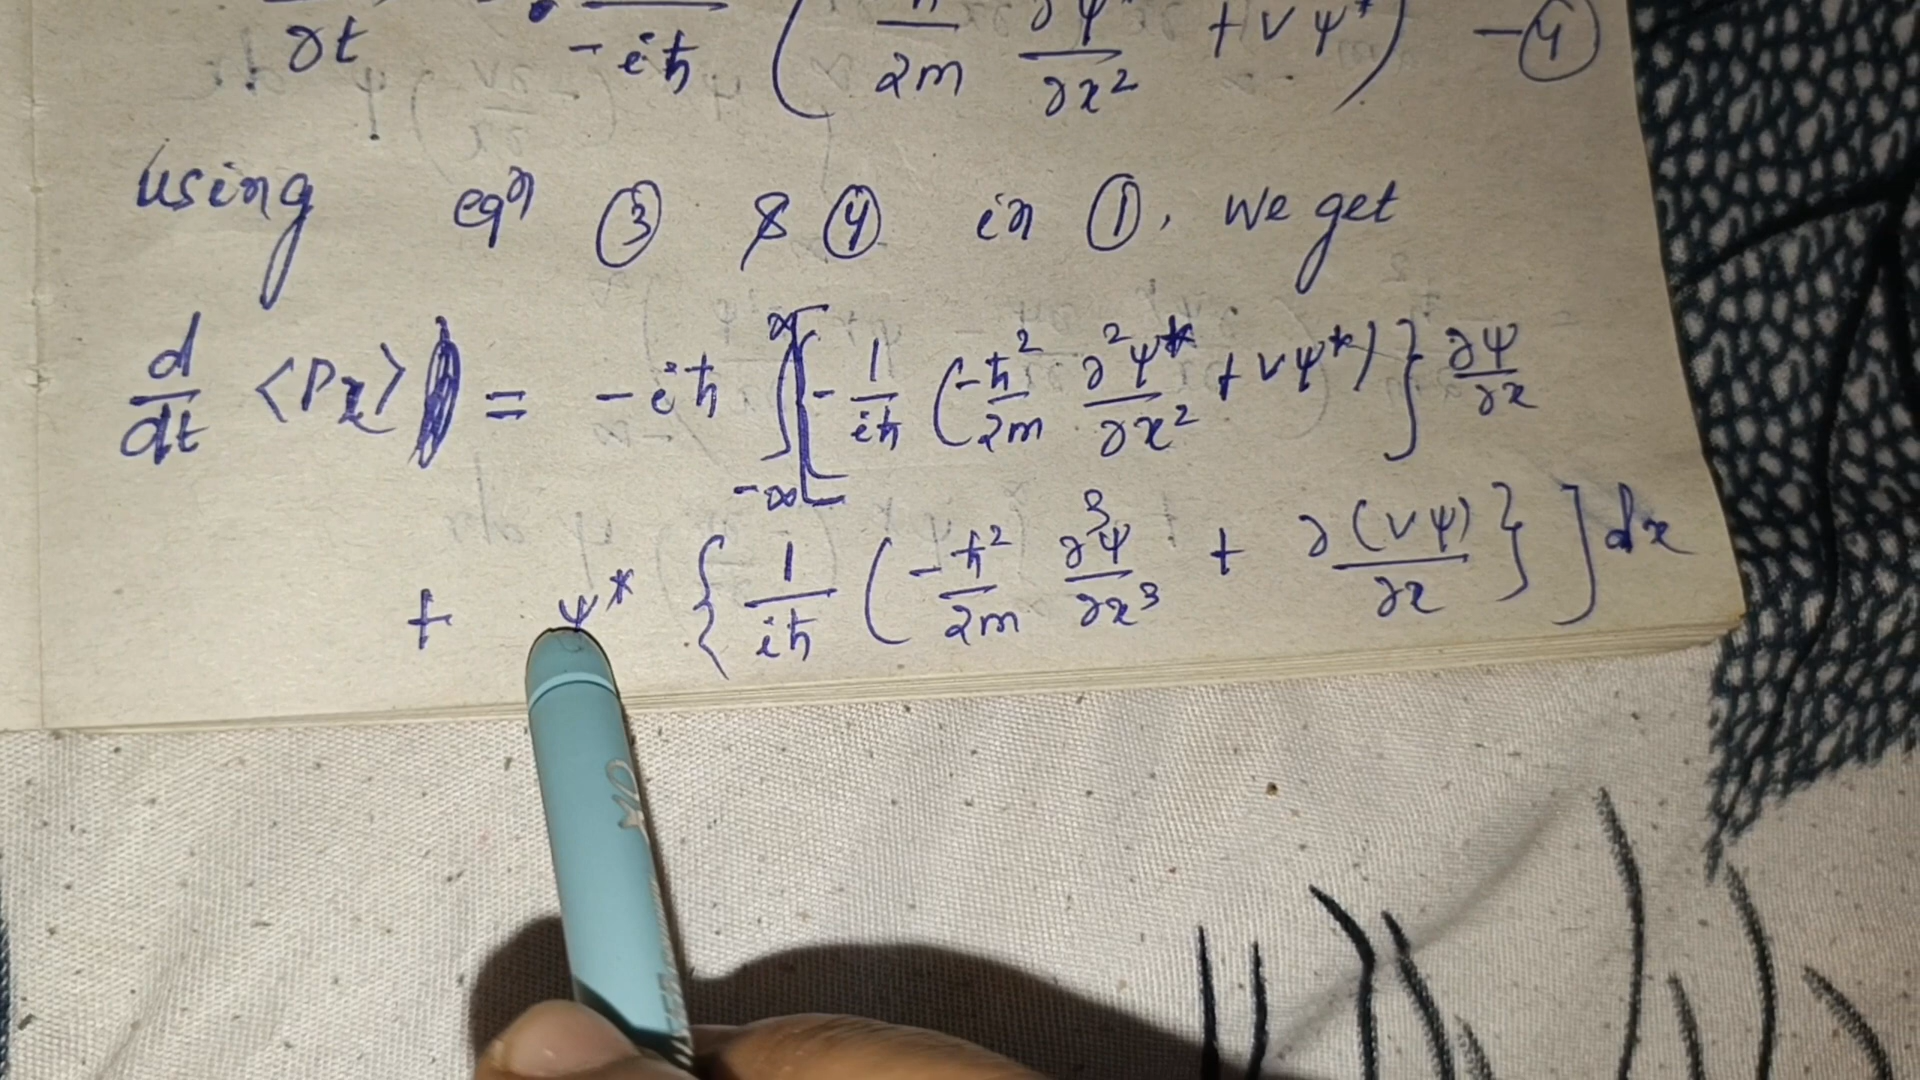 ∂t -iħ ( 2m ∂x² + Vψ* ) - ④
using eqⁿ ③ & ④ in ①, we get
d/dt <Px> = -iħ ∫_{-∞}^{∞} [ { -1/iħ ( -ħ²/2m ∂²ψ*/∂x² + Vψ* ) } ∂ψ/∂x
+ ψ* { 1/iħ ( -ħ²/2m ∂³ψ/∂x³ + ∂(Vψ)/∂x } ] dx